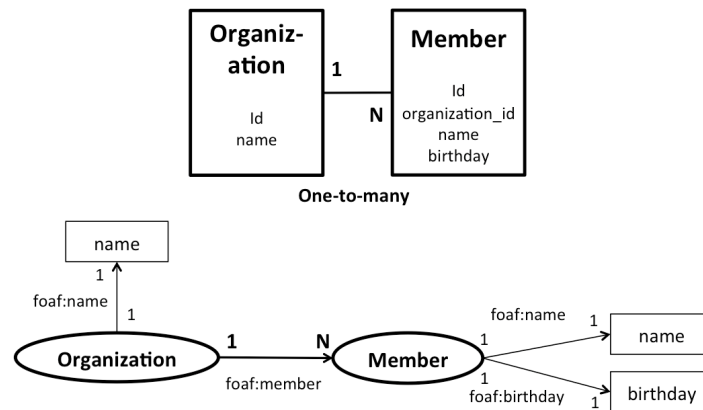 Organiz-
ation
Id
name
1
N
Member
Id
organization_id
name
birthday
One-to-many
name
1
foaf:name
1
Organization
1
N
foaf:member
Member
1
foaf:name
1
name
1
foaf:birthday
1
birthday